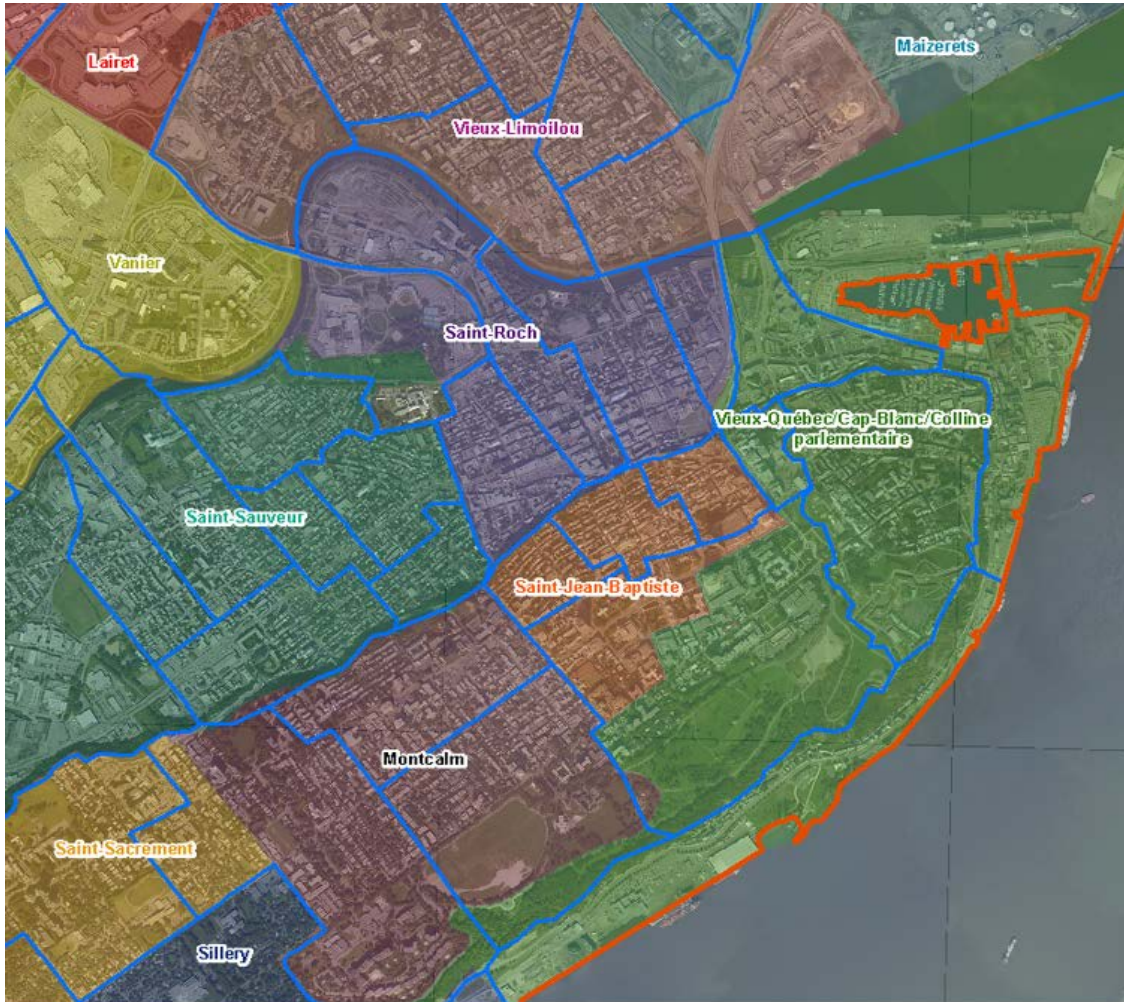 Lairet
Maizerets
Vieux-Limoilou
Vanier
Saint-Roch
Vieux-Québec/Cap-Blanc/Colline
parlementaire
Saint-Sauveur
Saint-Jean-Baptiste
Montcalm
Saint-Sacrement
Sillery